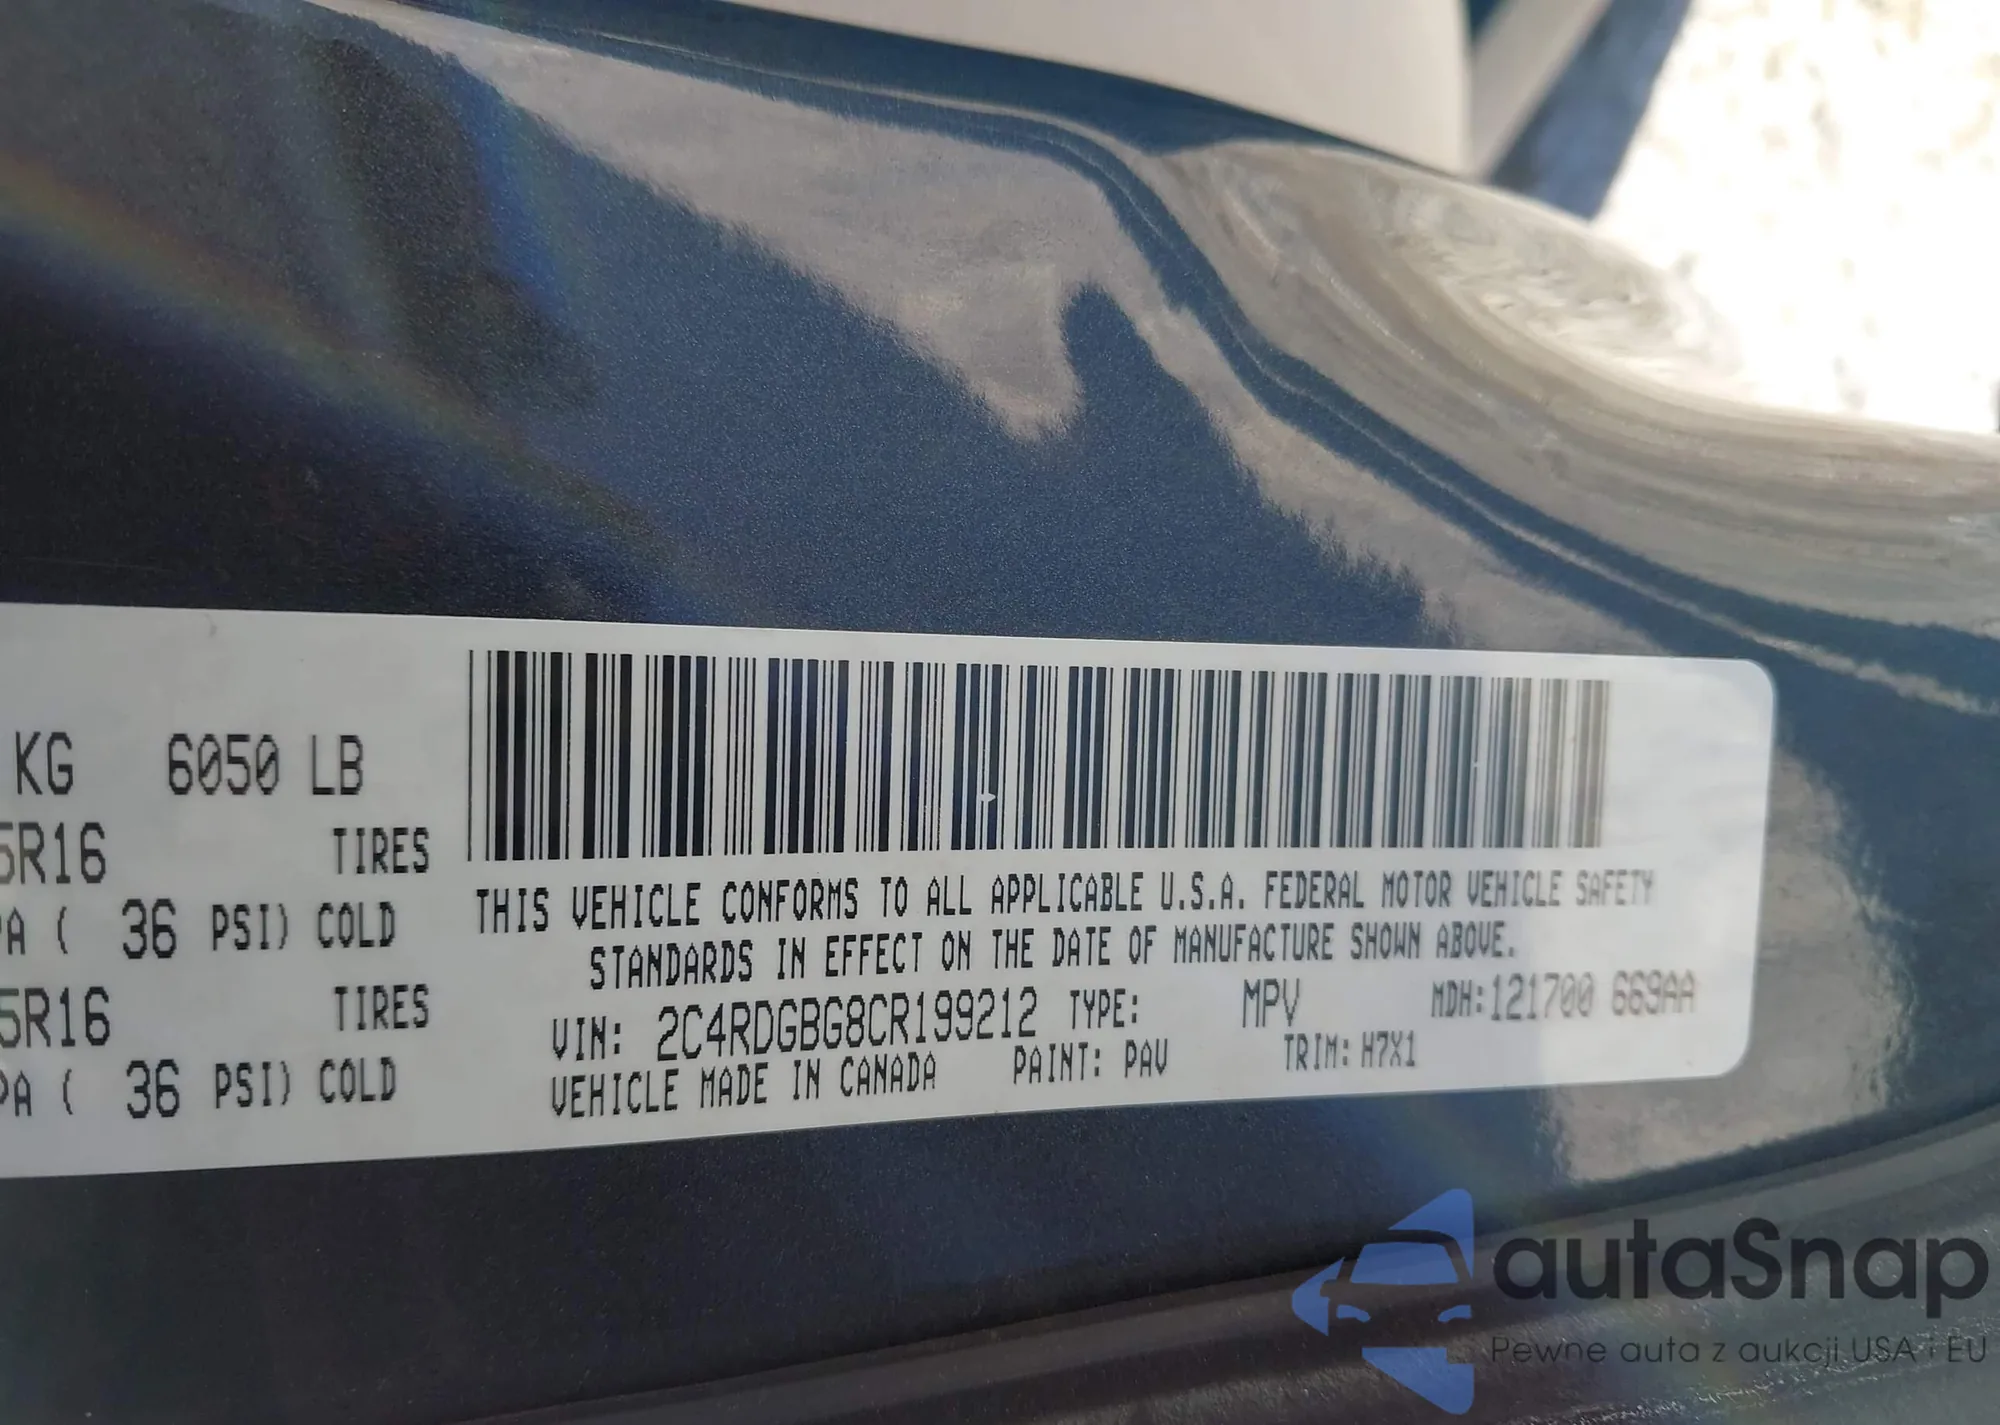 KG 6050 LB
5R16 TIRES
PA ( 36 PSI) COLD
5R16 TIRES
PA ( 36 PSI) COLD
THIS VEHICLE CONFORMS TO ALL APPLICABLE U.S.A. FEDERAL MOTOR VEHICLE SAFETY
STANDARDS IN EFFECT ON THE DATE OF MANUFACTURE SHOWN ABOVE.
VIN: 2C4RDGBG8CR199212 TYPE: MPV MDH:121700 669AA
VEHICLE MADE IN CANADA PAINT: PAV TRIM: H7X1
autaSnap
Pewne auta z aukcji USA i EU